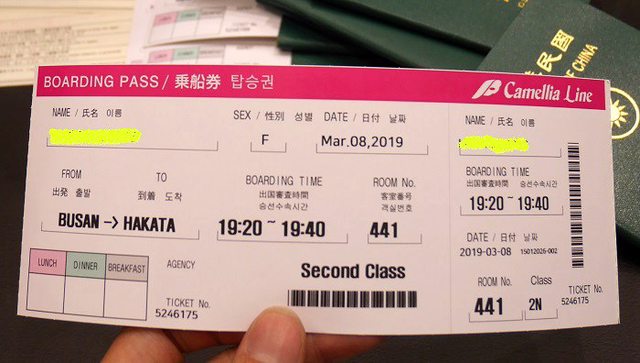 BOARDING PASS / 乗船券 탑승권
Camellia Line
NAME / 氏名 이름
SEX / 性別 성별
DATE / 日付 날짜
F
Mar.08,2019
FROM
出発 출발
TO
到着 도착
BUSAN -> HAKATA
BOARDING TIME
出国審査時間
승선수속시간
19:20 ~ 19:40
ROOM No.
客室番号
객실번호
441
LUNCH
DINNER
BREAKFAST
AGENCY
TICKET No.
5246175
Second Class
NAME / 氏名 이름
BOARDING TIME
出国審査時間 승선수속시간
19:20 ~ 19:40
DATE / 日付 날짜
2019-03-08 15012026-002
ROOM No.
441
Class
2N
TICKET No.
5246175
民國
OF CHINA